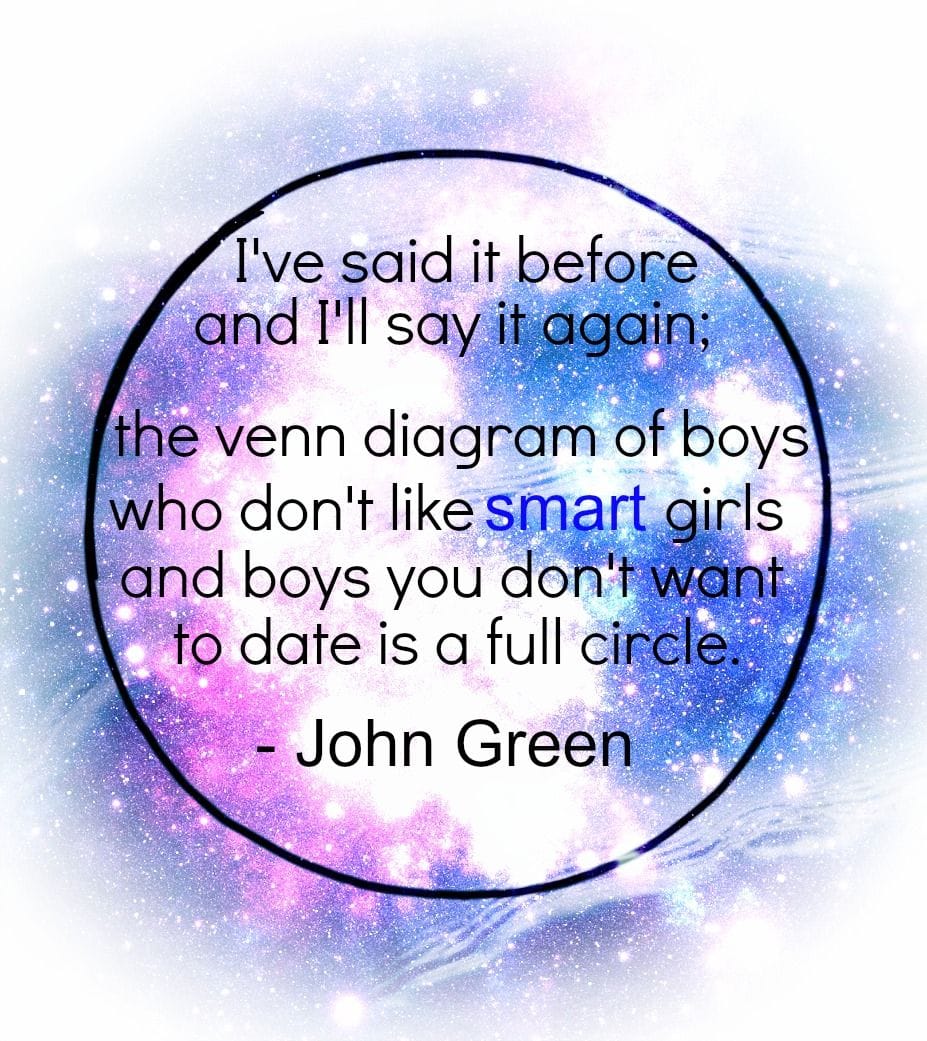 I've said it before
and I'll say it again;
the venn diagram of boys
who don't like smart girls
and boys you don't want
to date is a full circle.
- John Green